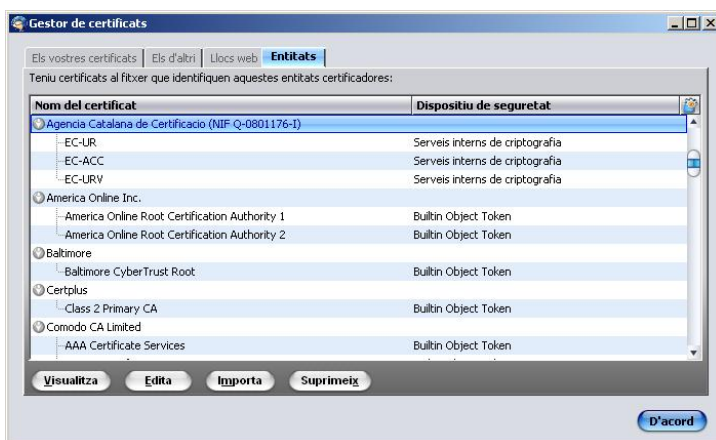 Gestor de certificats
Els vostres certificats Els d'altri Llocs web Entitats
Teniu certificats al fitxer que identifiquen aquestes entitats certificadores:
Nom del certificat Dispositiu de seguretat
Agencia Catalana de Certificacio (NIF Q-0801176-I)
EC-UR Serveis interns de criptografia
EC-ACC Serveis interns de criptografia
EC-URV Serveis interns de criptografia
America Online Inc.
America Online Root Certification Authority 1 Builtin Object Token
America Online Root Certification Authority 2 Builtin Object Token
Baltimore
Baltimore CyberTrust Root Builtin Object Token
Certplus
Class 2 Primary CA Builtin Object Token
Comodo CA Limited
AAA Certificate Services Builtin Object Token
Visualitza Edita Importa Suprimeix
D'acord